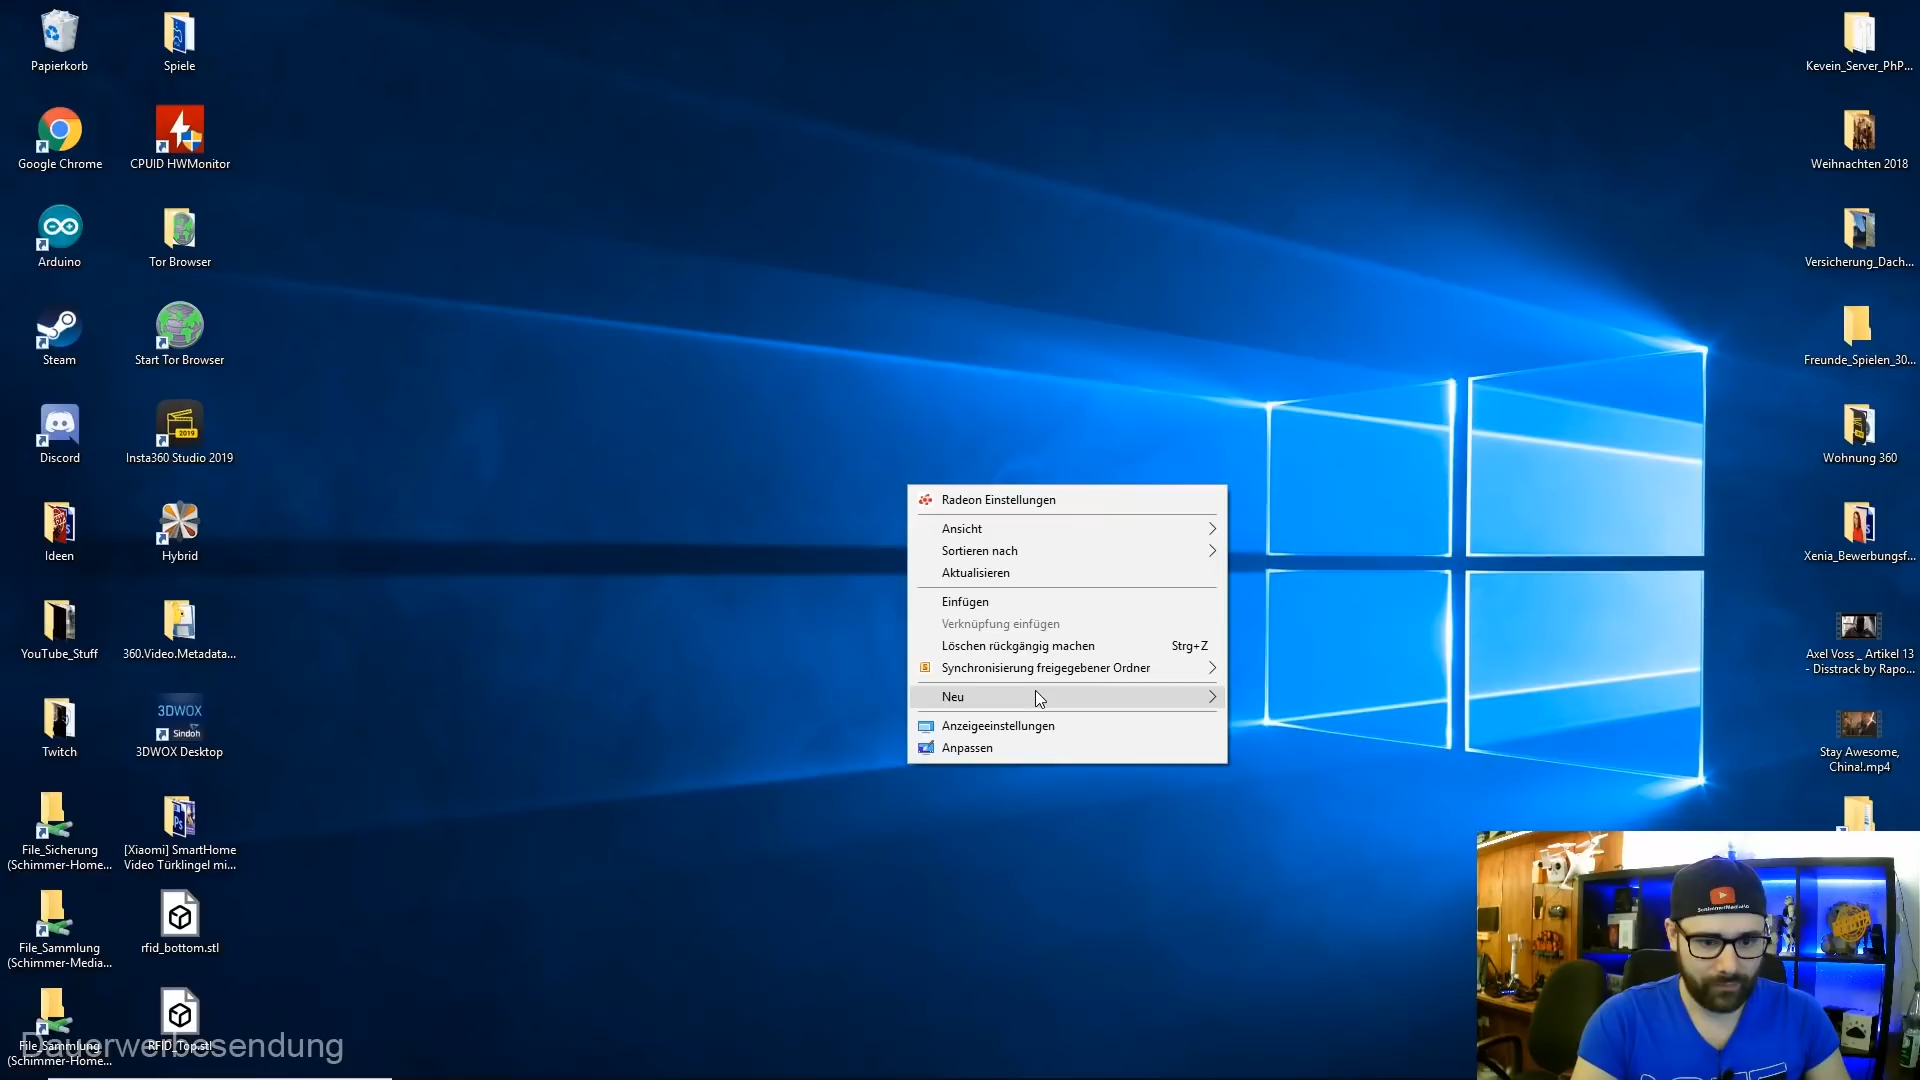 Papierkorb
Spiele
Google Chrome
CPUID HWMonitor
Arduino
Tor Browser
Steam
Start Tor Browser
Discord
2019
Insta360 Studio 2019
Ideen
Hybrid
YouTube_Stuff
360.Video.Metadata...
Twitch
3DWOX
Sindoh
3DWOX Desktop
File_Sicherung
(Schimmer-Home...
Ps
[Xiaomi] SmartHome
Video Türklingel mi...
File_Sammlung
(Schimmer-Media...
rfid_bottom.stl
File_Sammlung
(Schimmer-Home...
RFID_Top.stl
Dauerwerbesendung
Radeon Einstellungen
Ansicht
Sortieren nach
Aktualisieren
Einfügen
Verknüpfung einfügen
Löschen rückgängig machen Strg+Z
Synchronisierung freigegebener Ordner
Neu
Anzeigeeinstellungen
Anpassen
Kevein_Server_PhP...
Weihnachten 2018
Versicherung_Dach...
Freunde_Spielen_30...
Wohnung 360
Xenia_Bewerbungsf...
Axel Voss _ Artikel 13
- Disstrack by Rapo...
Stay Awesome,
China!.mp4